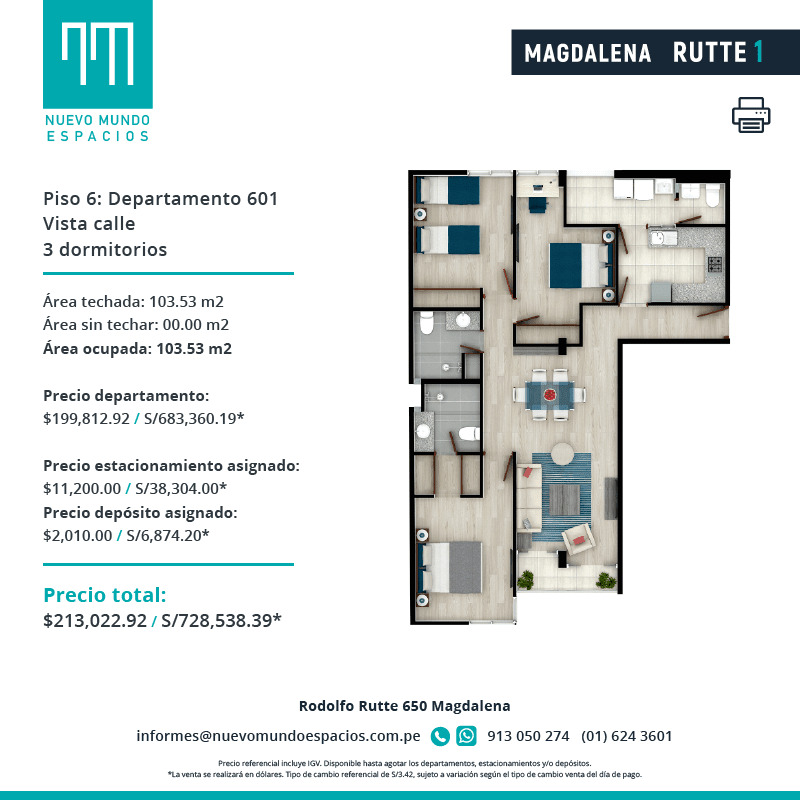 NUEVO MUNDO
ESPACIOS
MAGDALENA RUTTE 1
Piso 6: Departamento 601
Vista calle
3 dormitorios
Área techada: 103.53 m2
Área sin techar: 00.00 m2
Área ocupada: 103.53 m2
Precio departamento:
$199,812.92 / S/683,360.19*
Precio estacionamiento asignado:
$11,200.00 / S/38,304.00*
Precio depósito asignado:
$2,010.00 / S/6,874.20*
Precio total:
$213,022.92 / S/728,538.39*
Rodolfo Rutte 650 Magdalena
informes@nuevomundoespacios.com.pe 913 050 274 (01) 624 3601
Precio referencial incluye IGV. Disponible hasta agotar los departamentos, estacionamientos y/o depósitos.
*La venta se realizará en dólares. Tipo de cambio referencial de S/3.42, sujeto a variación según el tipo de cambio venta del día de pago.